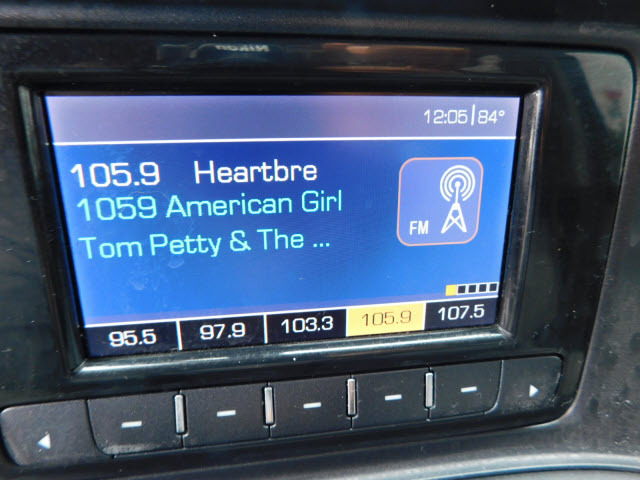 Nikon
12:05 84°
105.9 Heartbre
1059 American Girl
Tom Petty & The ...
FM
95.5 97.9 103.3 105.9 107.5